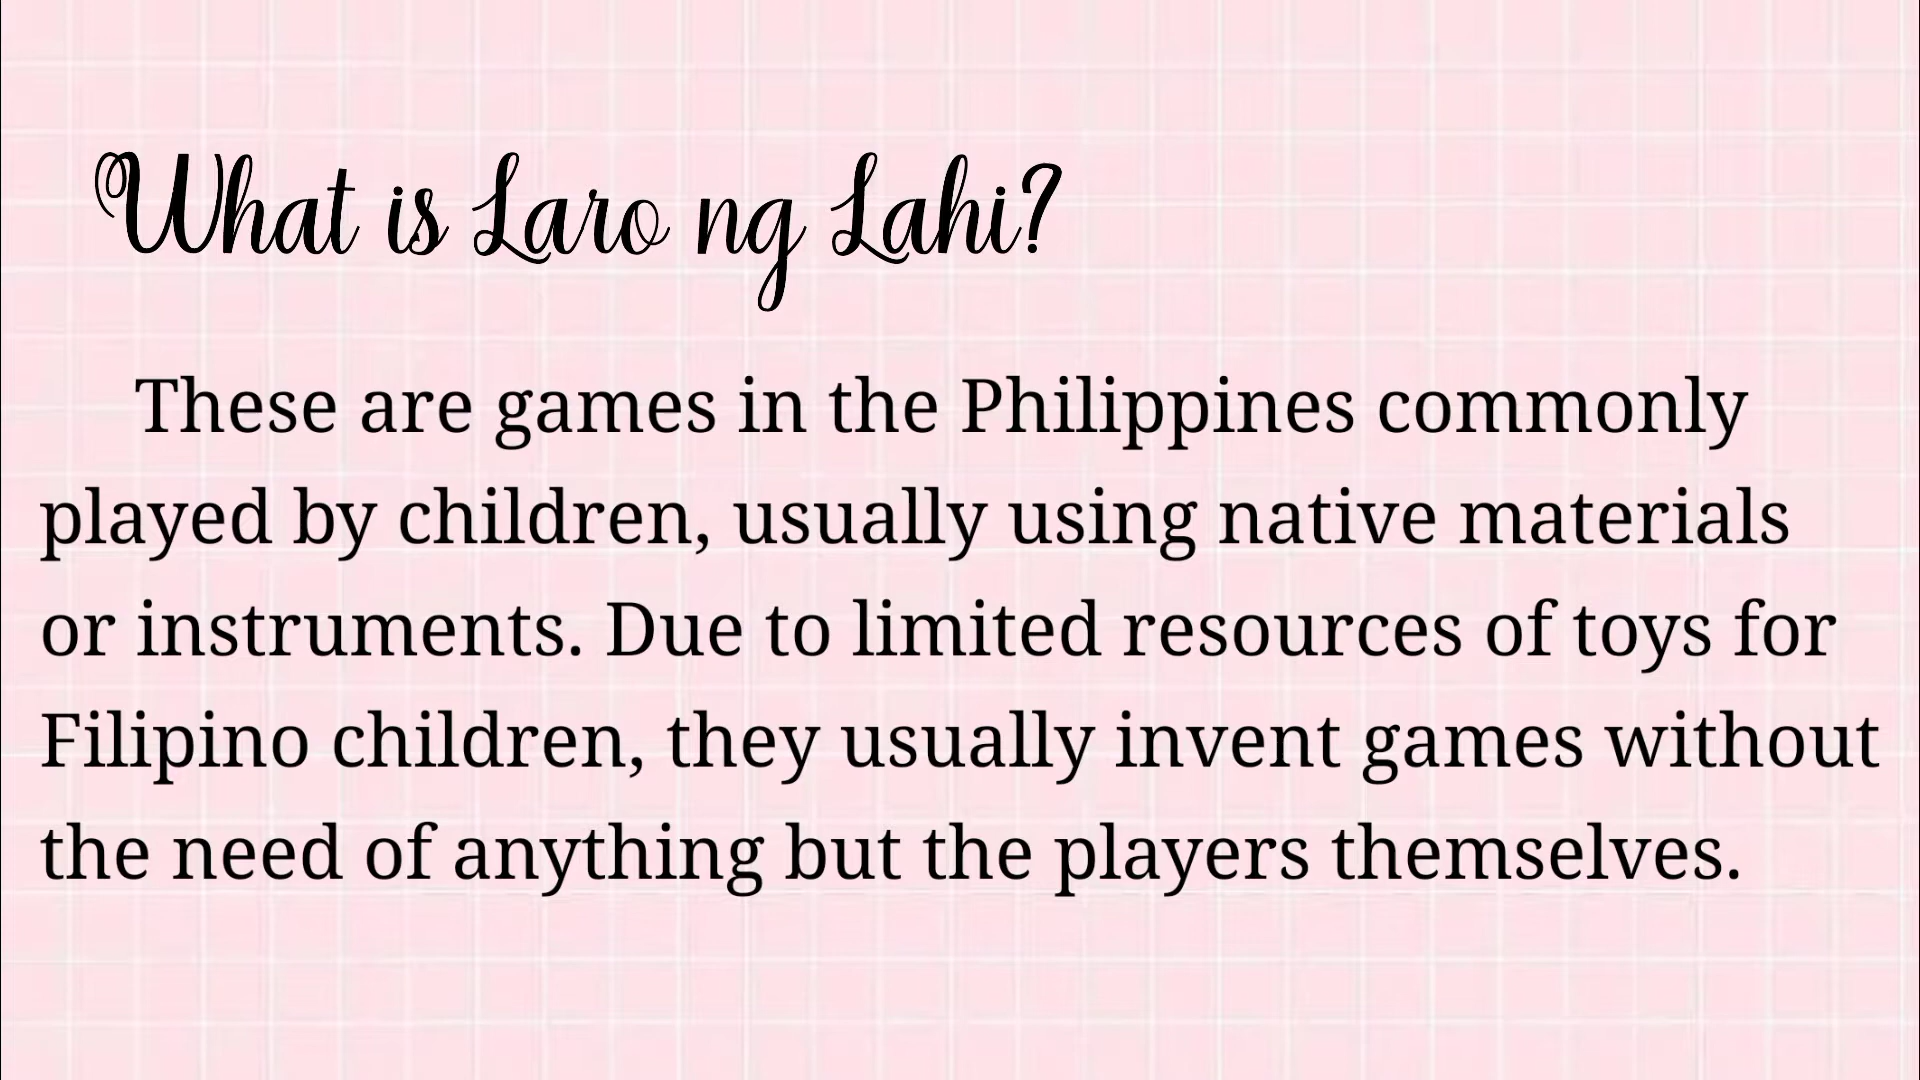 What is Laro ng Lahi?
These are games in the Philippines commonly
played by children, usually using native materials
or instruments. Due to limited resources of toys for
Filipino children, they usually invent games without
the need of anything but the players themselves.